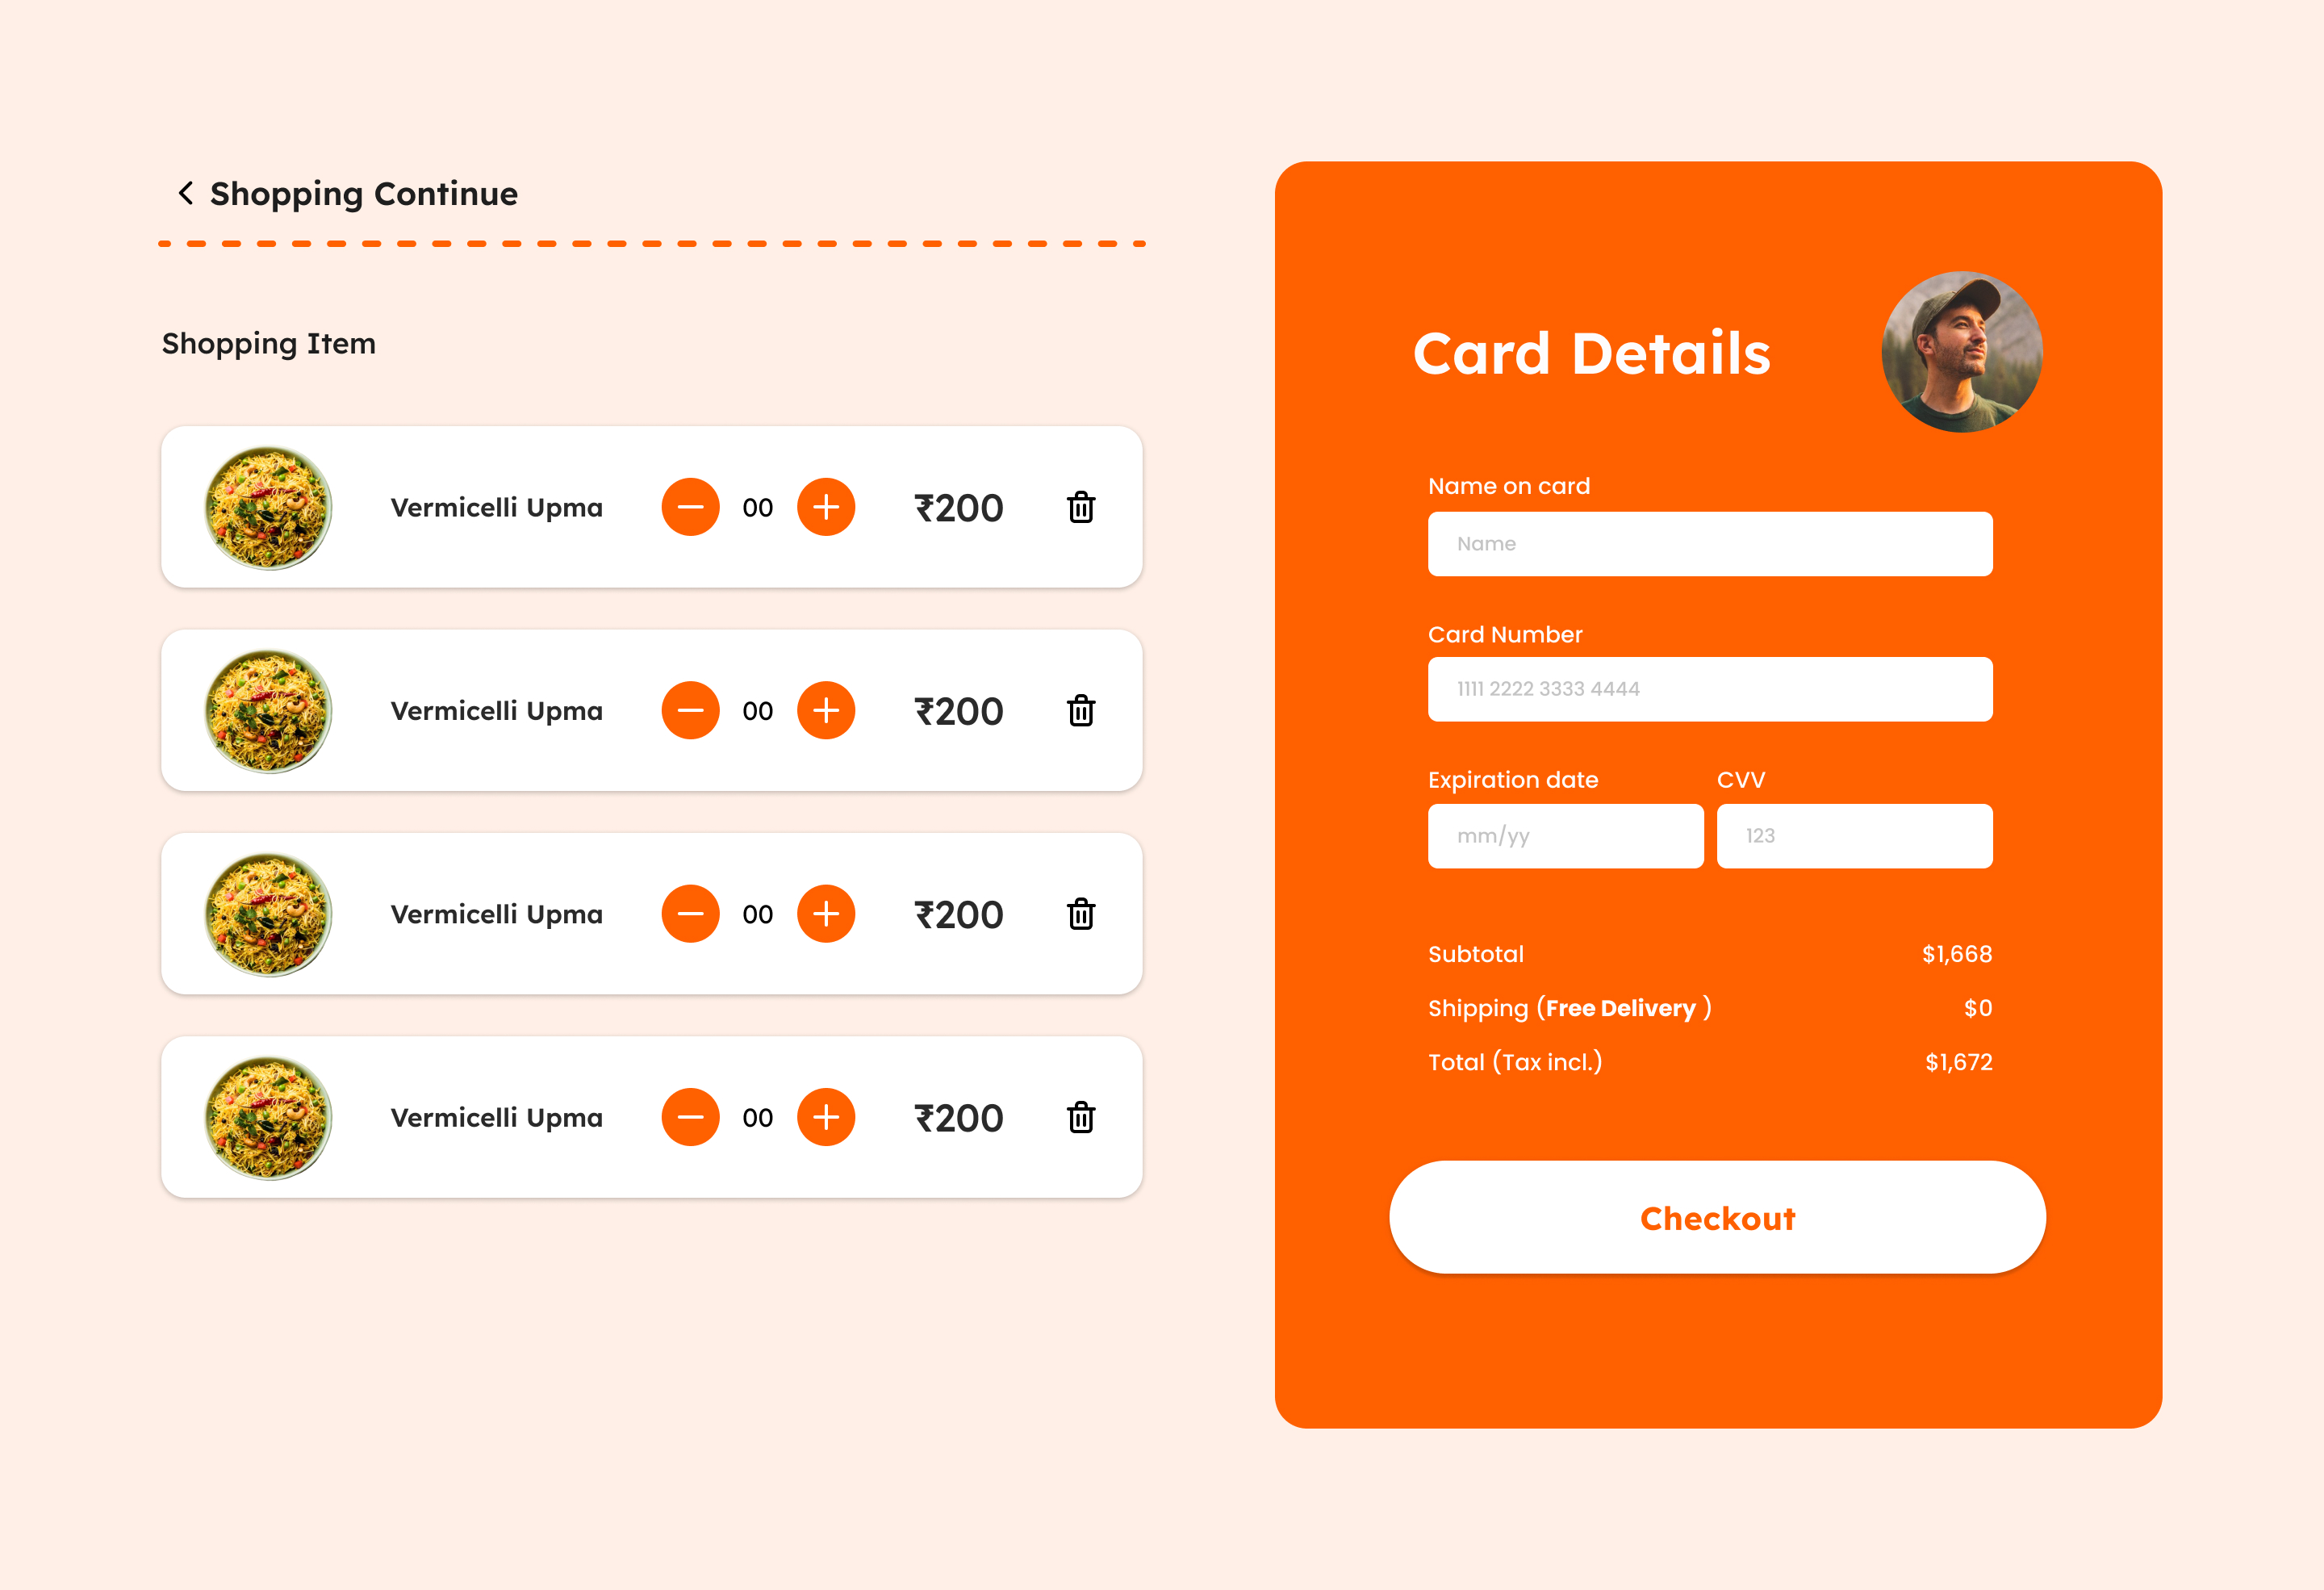 Shopping Continue
Shopping Item
Vermicelli Upma 00 ₹200
Vermicelli Upma 00 ₹200
Vermicelli Upma 00 ₹200
Vermicelli Upma 00 ₹200
Card Details
Name on card
Name
Card Number
1111 2222 3333 4444
Expiration date CVV
mm/yy 123
Subtotal $1,668
Shipping (Free Delivery ) $0
Total (Tax incl.) $1,672
Checkout